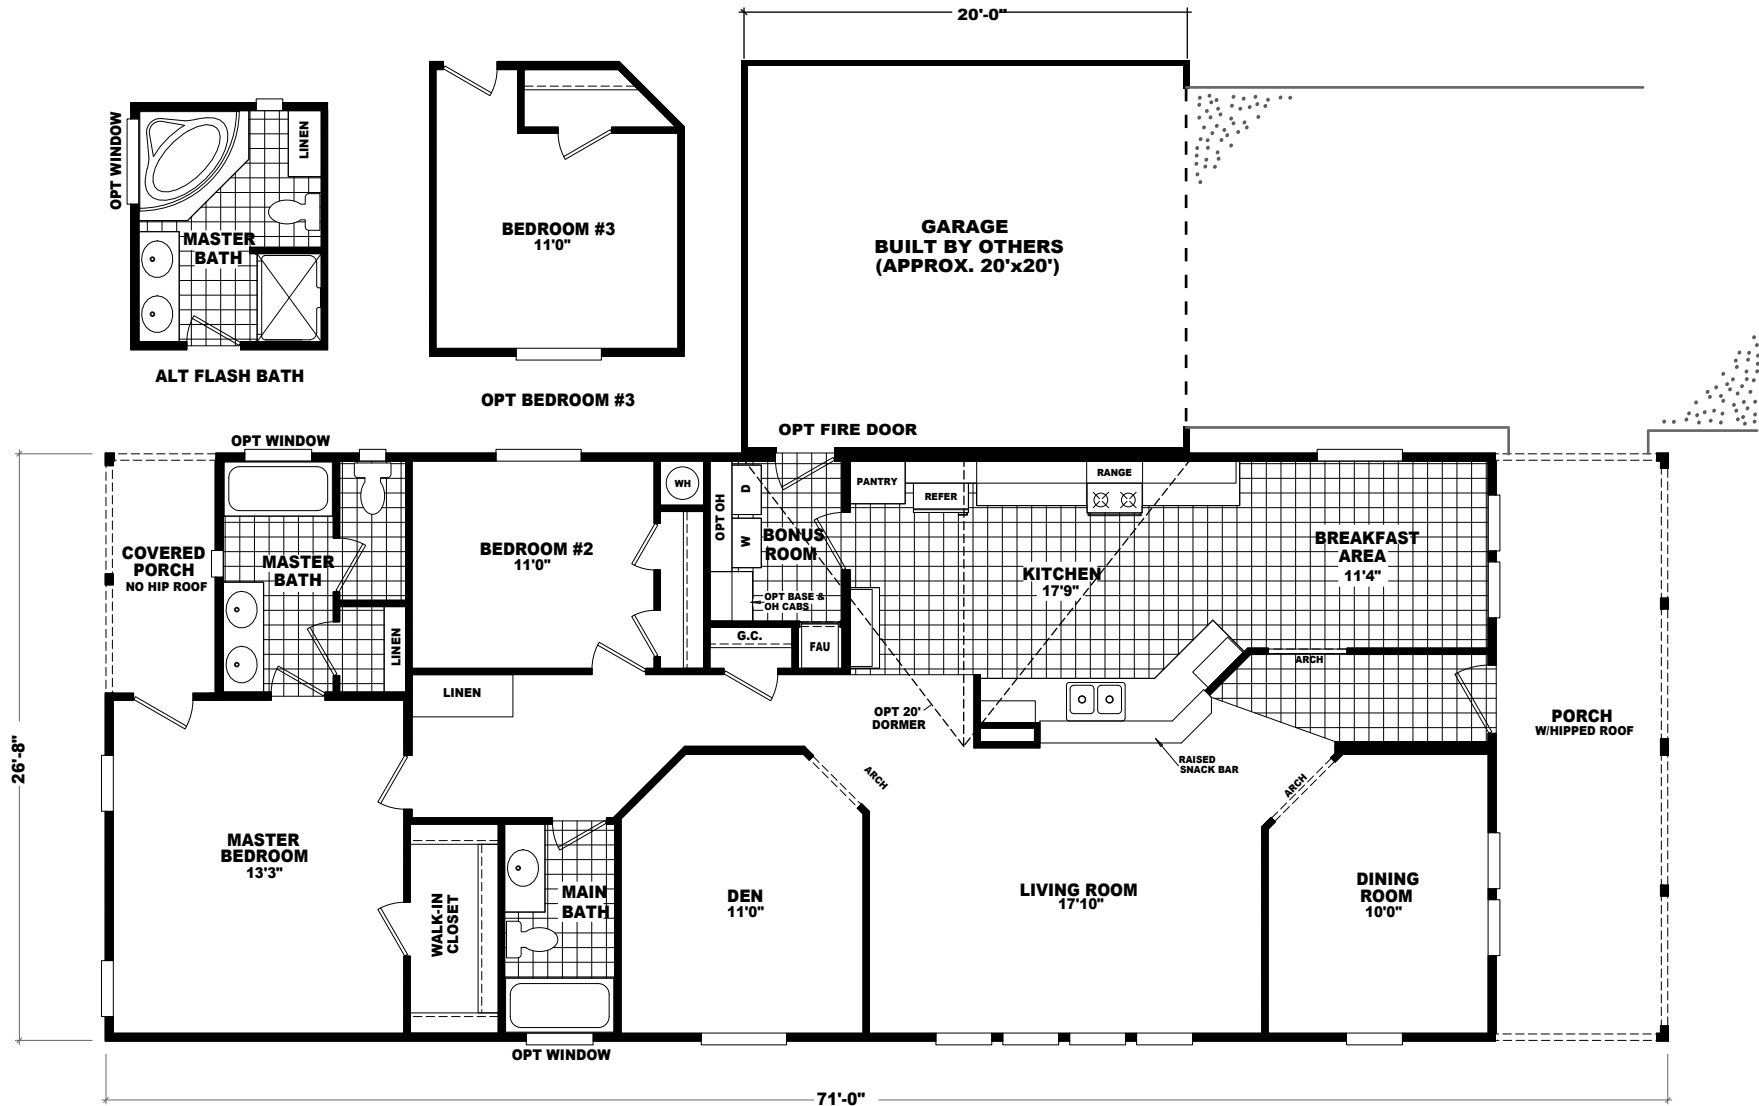 20'-0"
OPT WINDOW
LINEN
MASTER
BATH
ALT FLASH BATH
BEDROOM #3
11'0"
OPT BEDROOM #3
GARAGE
BUILT BY OTHERS
(APPROX. 20'x20')
OPT FIRE DOOR
OPT WINDOW
26'-8"
COVERED
PORCH
NO HIP ROOF
MASTER
BATH
LINEN
BEDROOM #2
11'0"
WH
OPT OH
D
W
BONUS
ROOM
OPT BASE &
OH CABS
G.C.
FAU
PANTRY
REFER
RANGE
KITCHEN
17'9"
BREAKFAST
AREA
11'4"
ARCH
LINEN
OPT 20'
DORMER
RAISED
SNACK BAR
PORCH
W/HIPPED ROOF
ARCH
ARCH
MASTER
BEDROOM
13'3"
WALK-IN
CLOSET
MAIN
BATH
DEN
11'0"
LIVING ROOM
17'10"
DINING
ROOM
10'0"
OPT WINDOW
71'-0"